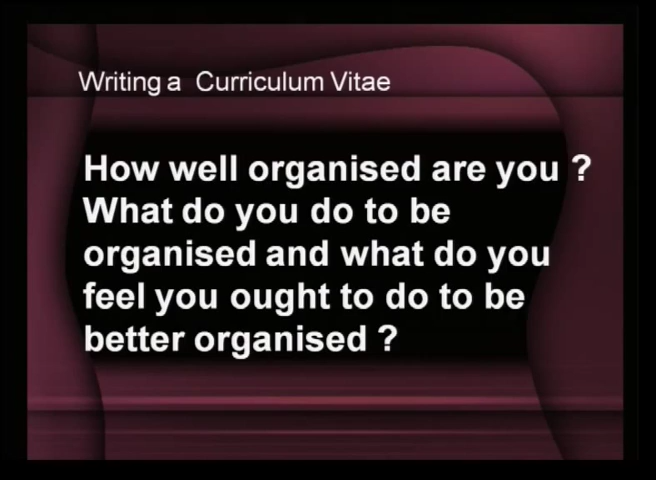 Writing a Curriculum Vitae
How well organised are you ?
What do you do to be
organised and what do you
feel you ought to do to be
better organised ?